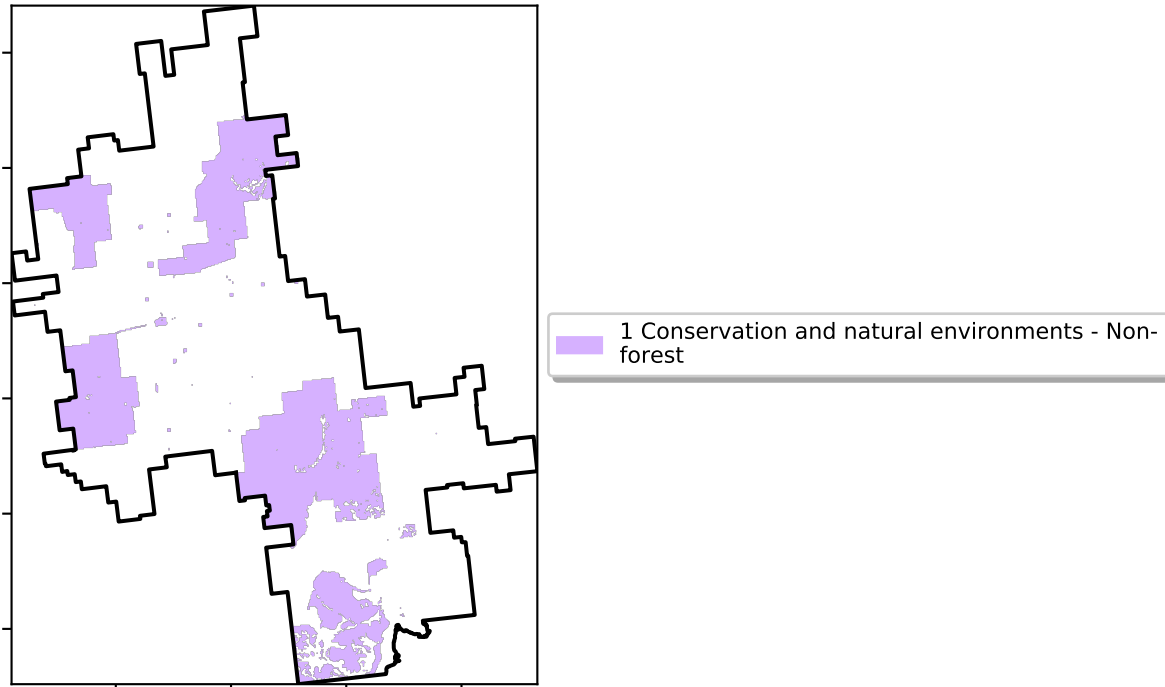 1 Conservation and natural environments - Non-
forest